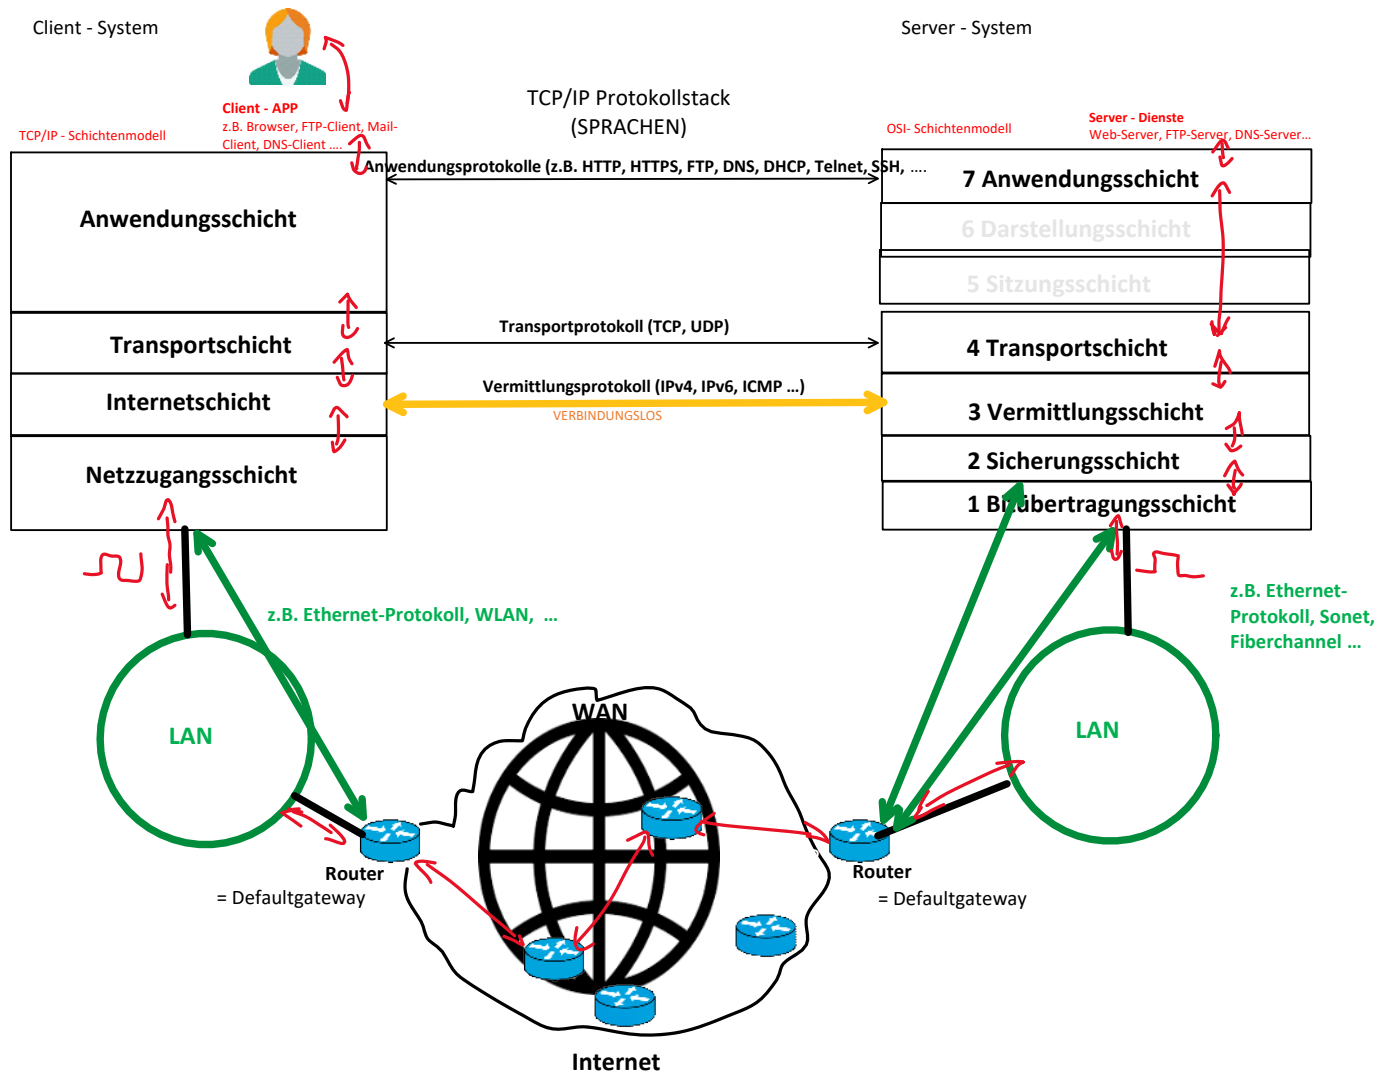 Client - System
Server - System
TCP/IP Protokollstack
(SPRACHEN)
Client - APP
z.B. Browser, FTP-Client, Mail-
Client, DNS-Client ....
TCP/IP - Schichtenmodell
OSI- Schichtenmodell
Server - Dienste
Web-Server, FTP-Server, DNS-Server...
Anwendungsprotokolle (z.B. HTTP, HTTPS, FTP, DNS, DHCP, Telnet, SSH, ....
Anwendungsschicht
7 Anwendungsschicht
6 Darstellungsschicht
5 Sitzungsschicht
Transportschicht
Transportprotokoll (TCP, UDP)
4 Transportschicht
Internetschicht
Vermittlungsprotokoll (IPv4, IPv6, ICMP ...)
VERBINDUNGSLOS
3 Vermittlungsschicht
Netzzugangsschicht
2 Sicherungsschicht
1 Bitübertragungsschicht
z.B. Ethernet-Protokoll, WLAN, ...
z.B. Ethernet-
Protokoll, Sonet,
Fiberchannel ...
LAN
WAN
LAN
Router
= Defaultgateway
Router
= Defaultgateway
Internet